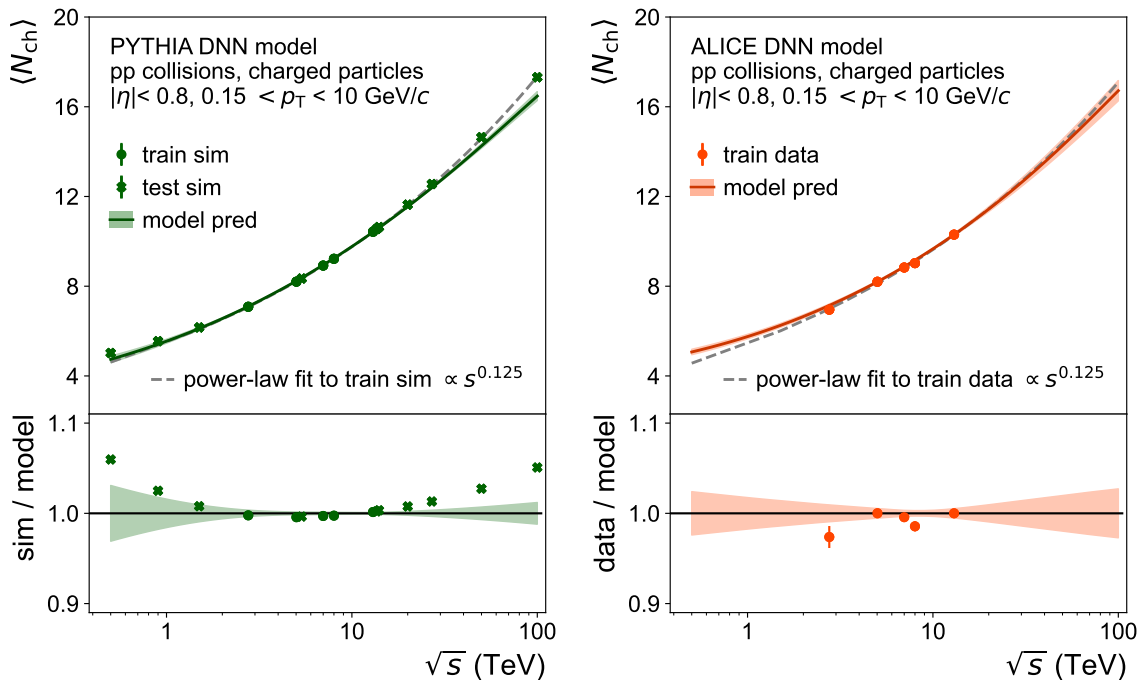 ⟨N_ch⟩
20
16
12
8
4
PYTHIA DNN model
pp collisions, charged particles
|η|< 0.8, 0.15 < p_T < 10 GeV/c
train sim
test sim
model pred
power-law fit to train sim ∝ s^0.125
sim / model
1.1
1.0
0.9
1
10
100
√s (TeV)
⟨N_ch⟩
20
16
12
8
4
ALICE DNN model
pp collisions, charged particles
|η|< 0.8, 0.15 < p_T < 10 GeV/c
train data
model pred
power-law fit to train data ∝ s^0.125
data / model
1.1
1.0
0.9
1
10
100
√s (TeV)